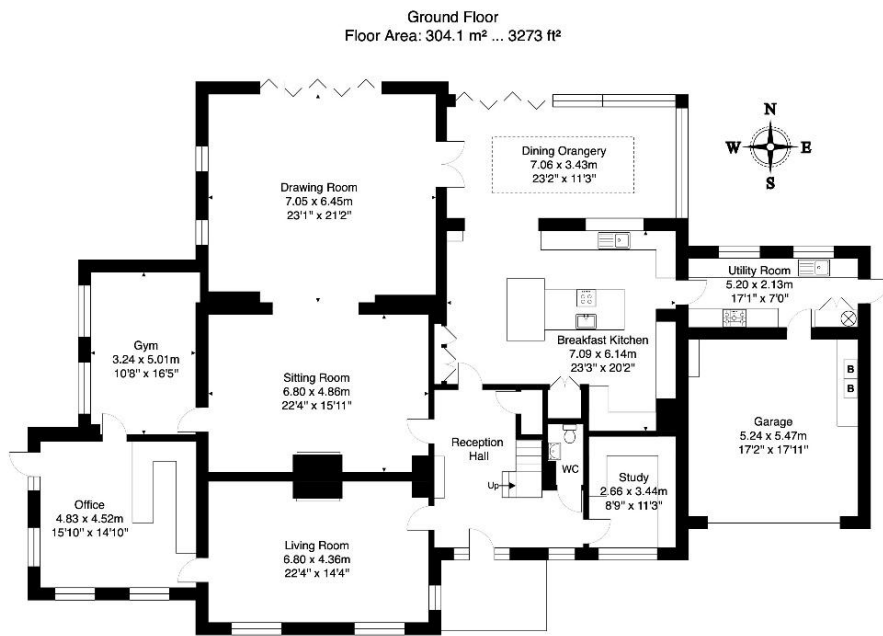 Ground Floor
Floor Area: 304.1 m² ... 3273 ft²
N
W
E
S
Dining Orangery
7.06 x 3.43m
23'2" x 11'3"
Drawing Room
7.05 x 6.45m
23'1" x 21'2"
Utility Room
5.20 x 2.13m
17'1" x 7'0"
Gym
3.24 x 5.01m
10'8" x 16'5"
Breakfast Kitchen
7.09 x 6.14m
23'3" x 20'2"
Sitting Room
6.80 x 4.86m
22'4" x 15'11"
B
B
Garage
5.24 x 5.47m
17'2" x 17'11"
Reception
Hall
WC
Up
Study
2.66 x 3.44m
8'9" x 11'3"
Office
4.83 x 4.52m
15'10" x 14'10"
Living Room
6.80 x 4.36m
22'4" x 14'4"